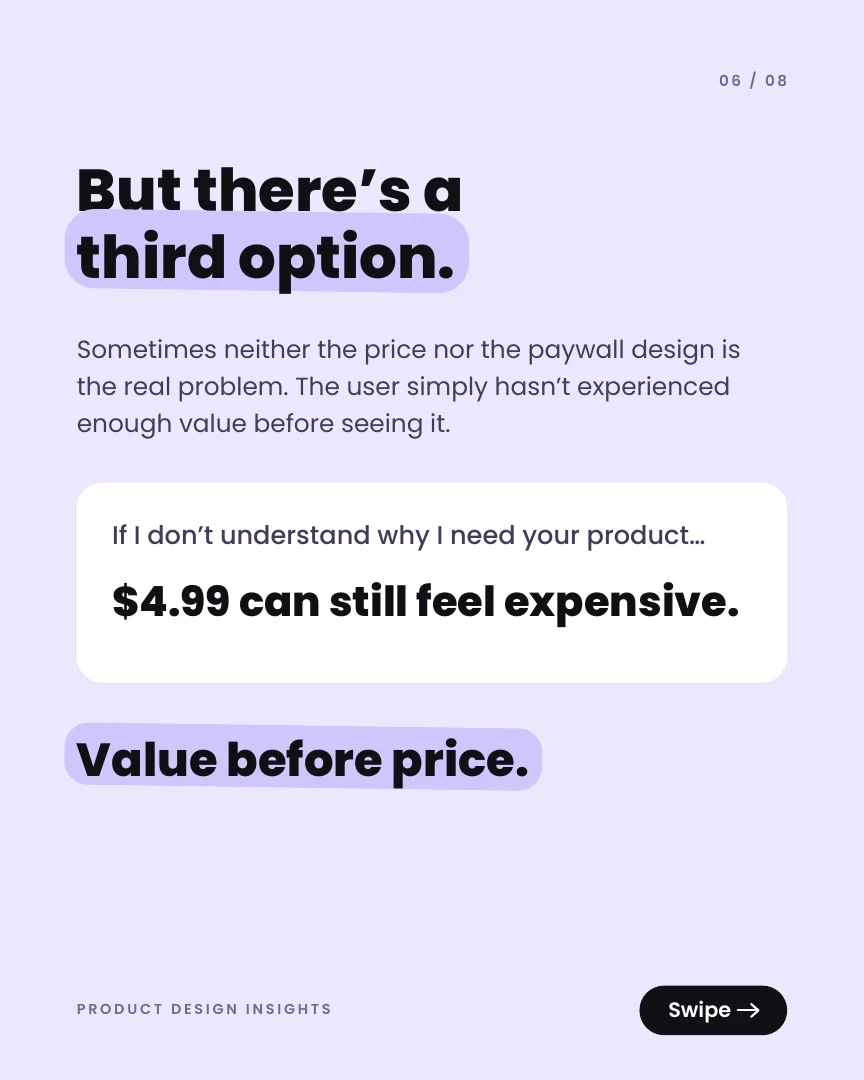 06 / 08
But there’s a
third option.
Sometimes neither the price nor the paywall design is
the real problem. The user simply hasn’t experienced
enough value before seeing it.
If I don’t understand why I need your product…
$4.99 can still feel expensive.
Value before price.
PRODUCT DESIGN INSIGHTS
Swipe →